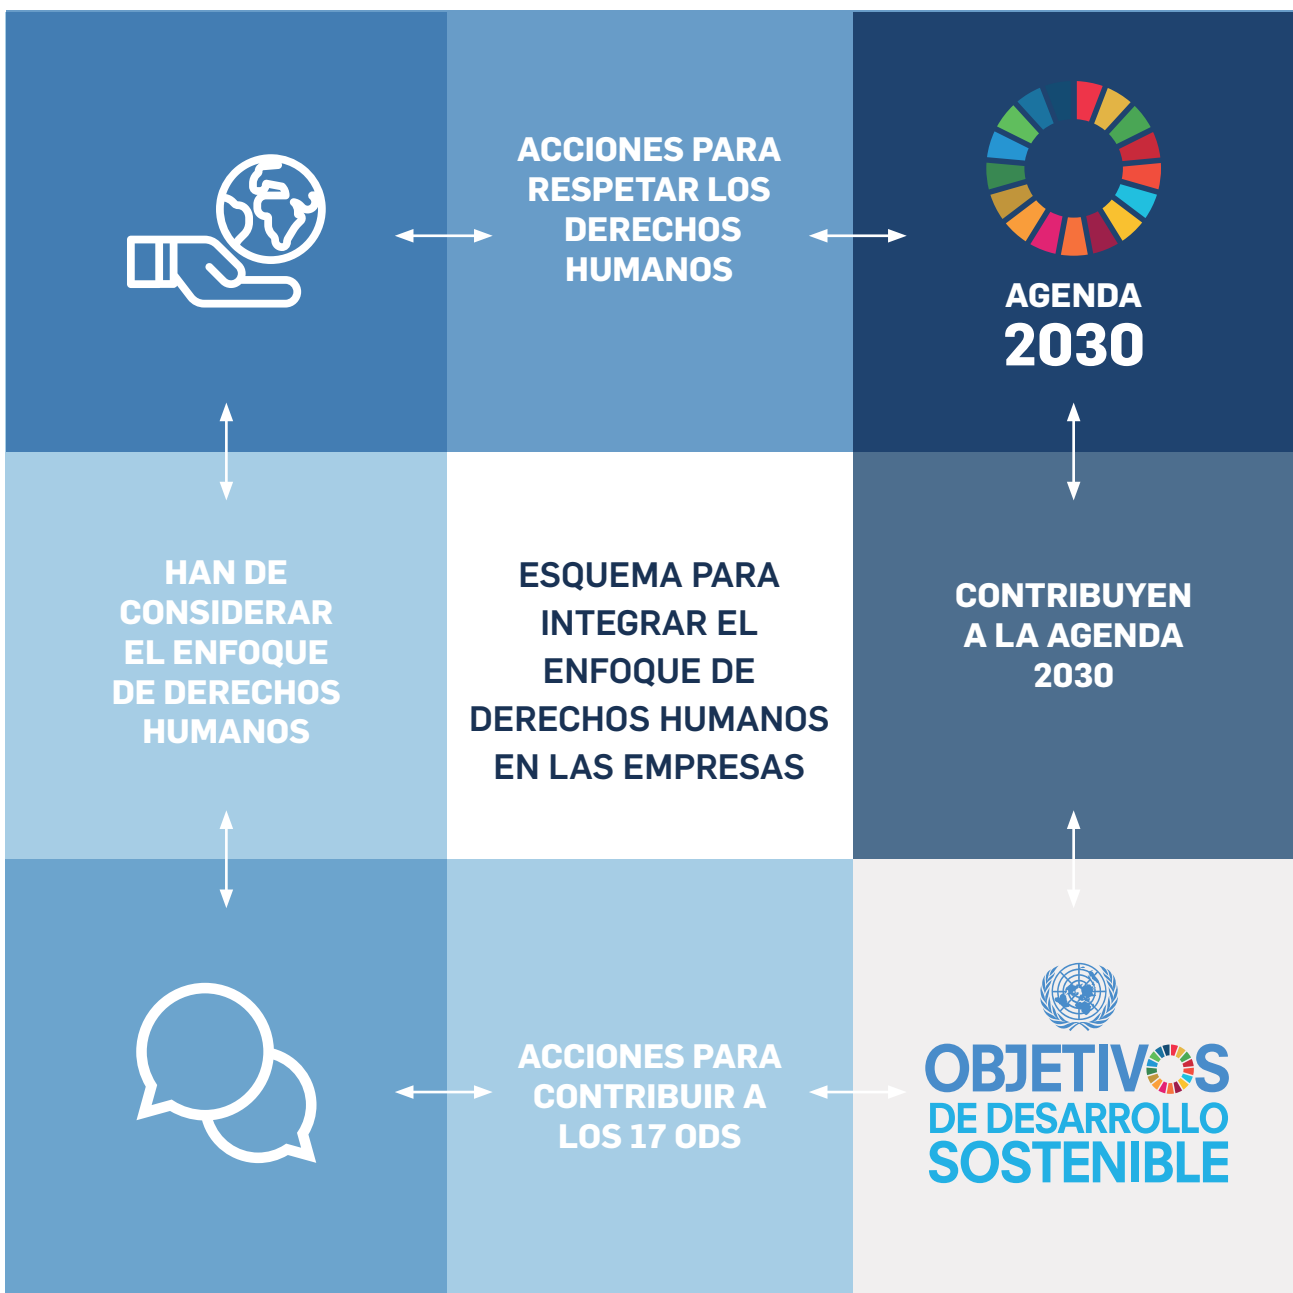 ACCIONES PARA
RESPETAR LOS
DERECHOS
HUMANOS
AGENDA
2030
HAN DE
CONSIDERAR
EL ENFOQUE
DE DERECHOS
HUMANOS
ESQUEMA PARA
INTEGRAR EL
ENFOQUE DE
DERECHOS HUMANOS
EN LAS EMPRESAS
CONTRIBUYEN
A LA AGENDA
2030
ACCIONES PARA
CONTRIBUIR A
LOS 17 ODS
OBJETIVOS
DE DESARROLLO
SOSTENIBLE